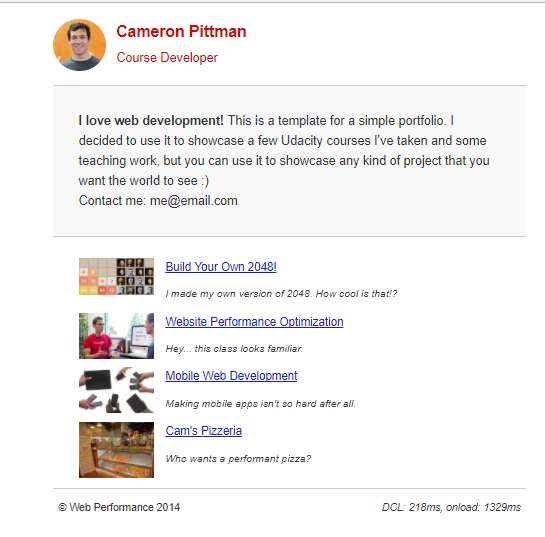 Cameron Pittman
Course Developer
I love web development! This is a template for a simple portfolio. I
decided to use it to showcase a few Udacity courses I've taken and some
teaching work, but you can use it to showcase any kind of project that you
want the world to see :)
Contact me: me@email.com
Build Your Own 2048!
I made my own version of 2048. How cool is that!?
Website Performance Optimization
Hey... this class looks familiar.
Mobile Web Development
Making mobile apps isn't so hard after all.
Cam's Pizzeria
Who wants a performant pizza?
© Web Performance 2014 DCL: 218ms, onload: 1329ms